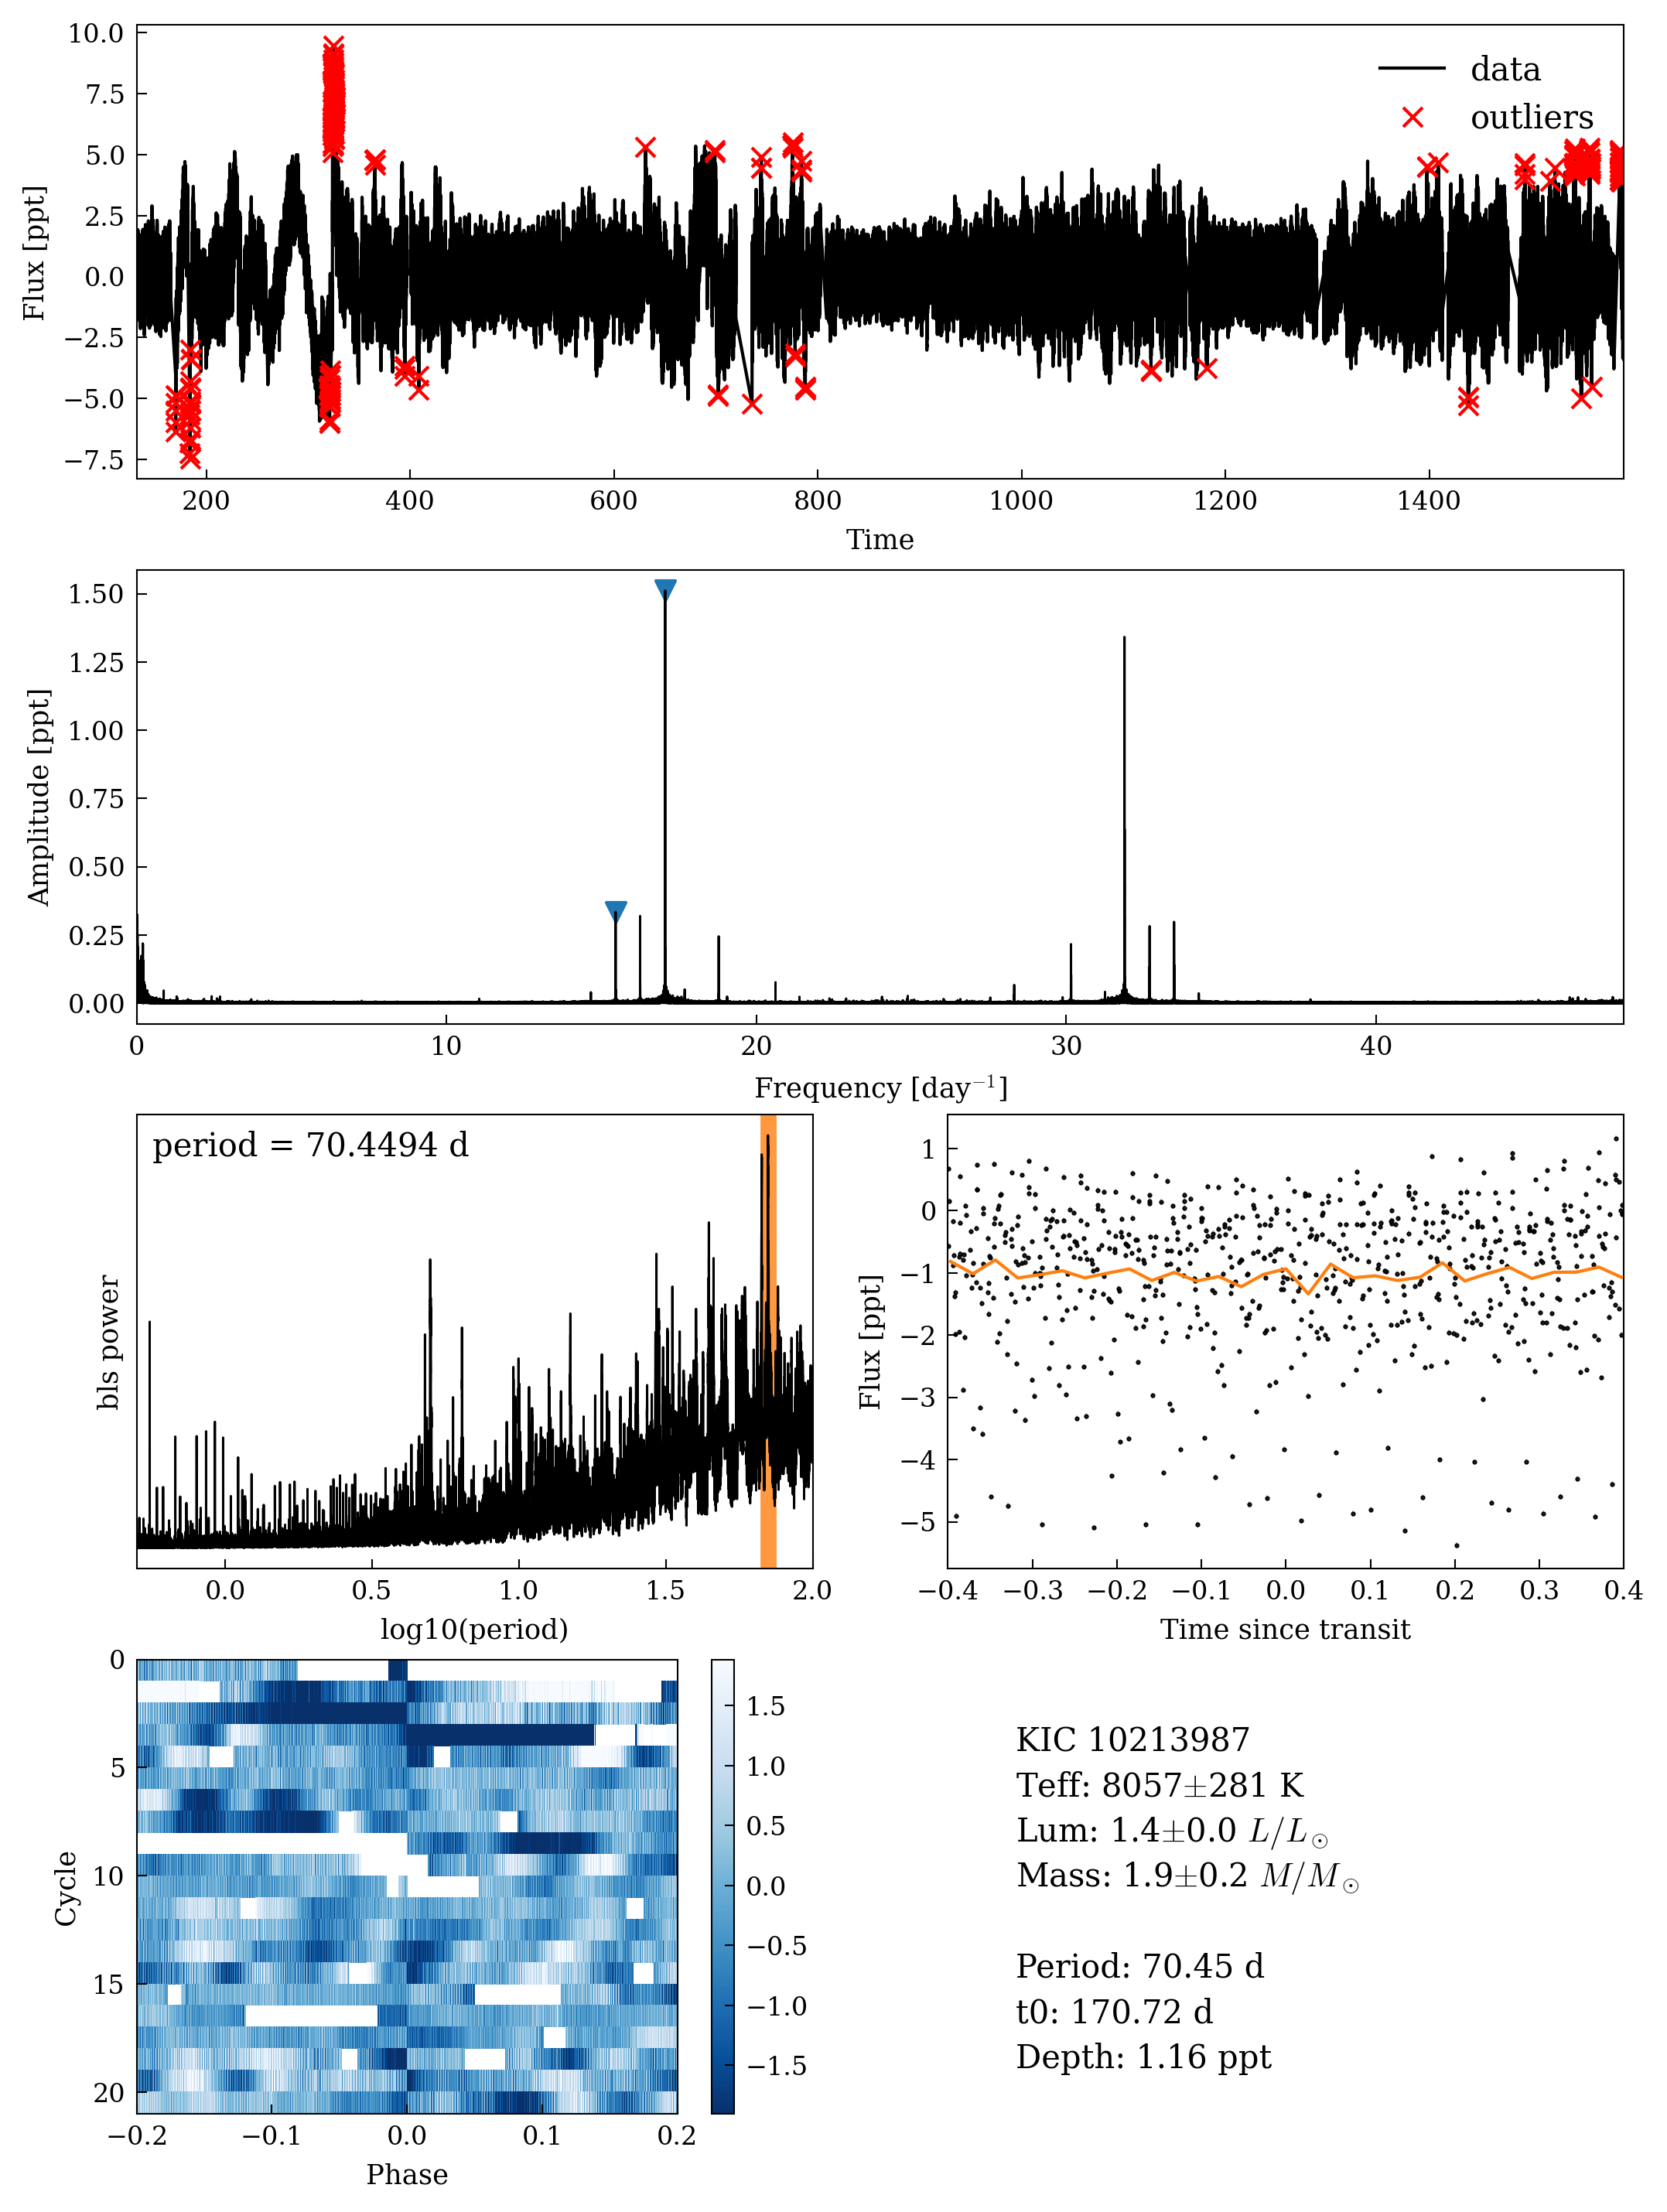 10.0
7.5
5.0
2.5
0.0
−2.5
−5.0
−7.5
Flux [ppt]
data
outliers
200 400 600 800 1000 1200 1400
Time
1.50
1.25
1.00
0.75
0.50
0.25
0.00
Amplitude [ppt]
0 10 20 30 40
Frequency [day⁻¹]
period = 70.4494 d
bls power
0.0 0.5 1.0 1.5 2.0
log10(period)
1
0
−1
−2
−3
−4
−5
Flux [ppt]
−0.4 −0.3 −0.2 −0.1 0.0 0.1 0.2 0.3 0.4
Time since transit
0
5
10
15
20
Cycle
−0.2 −0.1 0.0 0.1 0.2
Phase
1.5
1.0
0.5
0.0
−0.5
−1.0
−1.5
KIC 10213987
Teff: 8057±281 K
Lum: 1.4±0.0 L/L⊙
Mass: 1.9±0.2 M/M⊙
Period: 70.45 d
t0: 170.72 d
Depth: 1.16 ppt